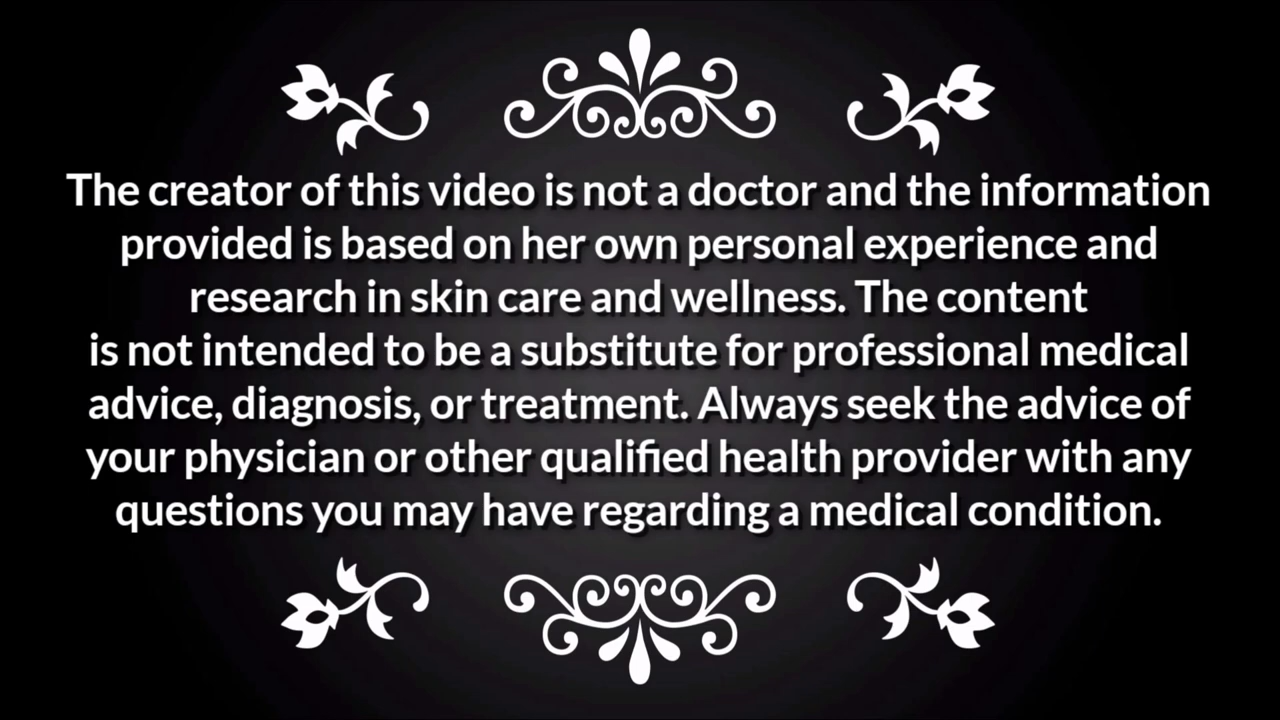 The creator of this video is not a doctor and the information
provided is based on her own personal experience and
research in skin care and wellness. The content
is not intended to be a substitute for professional medical
advice, diagnosis, or treatment. Always seek the advice of
your physician or other qualified health provider with any
questions you may have regarding a medical condition.